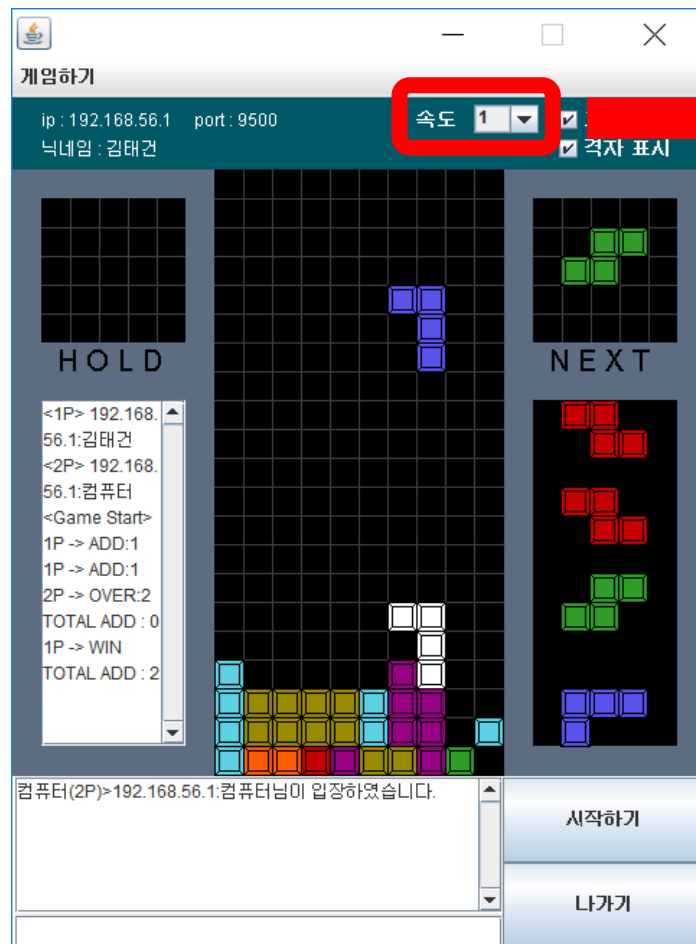 게임하기
ip : 192.168.56.1 port : 9500 속도 1
닉네임 : 김태건 격자 표시
HOLD
NEXT
<1P> 192.168.
56.1:김태건
<2P> 192.168.
56.1:컴퓨터
<Game Start>
1P -> ADD:1
1P -> ADD:1
2P -> OVER:2
TOTAL ADD : 0
1P -> WIN
TOTAL ADD : 2
컴퓨터(2P)>192.168.56.1:컴퓨터님이 입장하였습니다.
시작하기
나가기